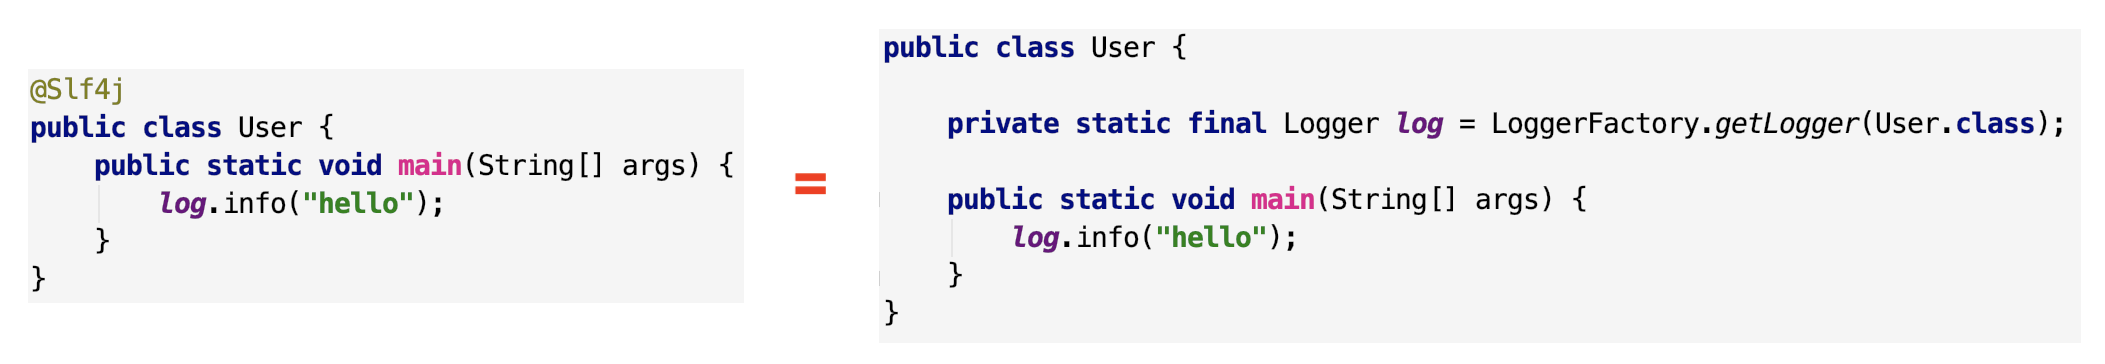 @Slf4j
public class User {
    public static void main(String[] args) {
        log.info("hello");
    }
}
=
public class User {
    private static final Logger log = LoggerFactory.getLogger(User.class);
    public static void main(String[] args) {
        log.info("hello");
    }
}